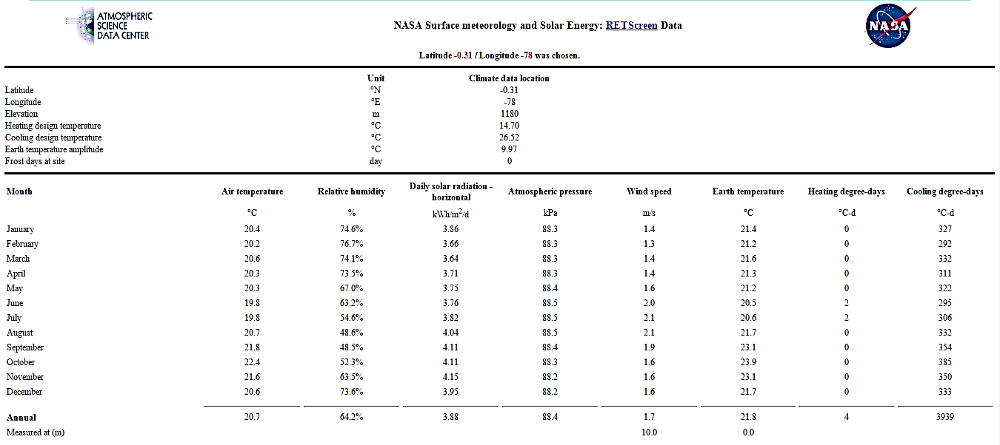 ATMOSPHERIC
SCIENCE
DATA CENTER
NASA Surface meteorology and Solar Energy: RETScreen Data
NASA
Latitude -0.31 / Longitude -78 was chosen.
Unit Climate data location
Latitude °N -0.31
Longitude °E -78
Elevation m 1180
Heating design temperature °C 14.70
Cooling design temperature °C 26.52
Earth temperature amplitude °C 9.97
Frost days at site day 0
Month Air temperature Relative humidity Daily solar radiation - horizontal Atmospheric pressure Wind speed Earth temperature Heating degree-days Cooling degree-days
°C % kWh/m²/d kPa m/s °C °C-d °C-d
January 20.4 74.6% 3.86 88.3 1.4 21.4 0 327
February 20.2 76.7% 3.66 88.3 1.3 21.2 0 292
March 20.6 74.1% 3.64 88.3 1.4 21.6 0 332
April 20.3 73.5% 3.71 88.3 1.4 21.3 0 311
May 20.3 67.0% 3.75 88.4 1.6 21.2 0 322
June 19.8 63.2% 3.76 88.5 2.0 20.5 2 295
July 19.8 54.6% 3.82 88.5 2.1 20.6 2 306
August 20.7 48.6% 4.04 88.5 2.1 21.7 0 332
September 21.8 48.5% 4.11 88.4 1.9 23.1 0 354
October 22.4 52.3% 4.11 88.3 1.6 23.9 0 385
November 21.6 63.5% 4.15 88.2 1.6 23.1 0 350
December 20.6 73.6% 3.95 88.2 1.6 21.7 0 333
Annual 20.7 64.2% 3.88 88.4 1.7 21.8 4 3939
Measured at (m) 10.0 0.0